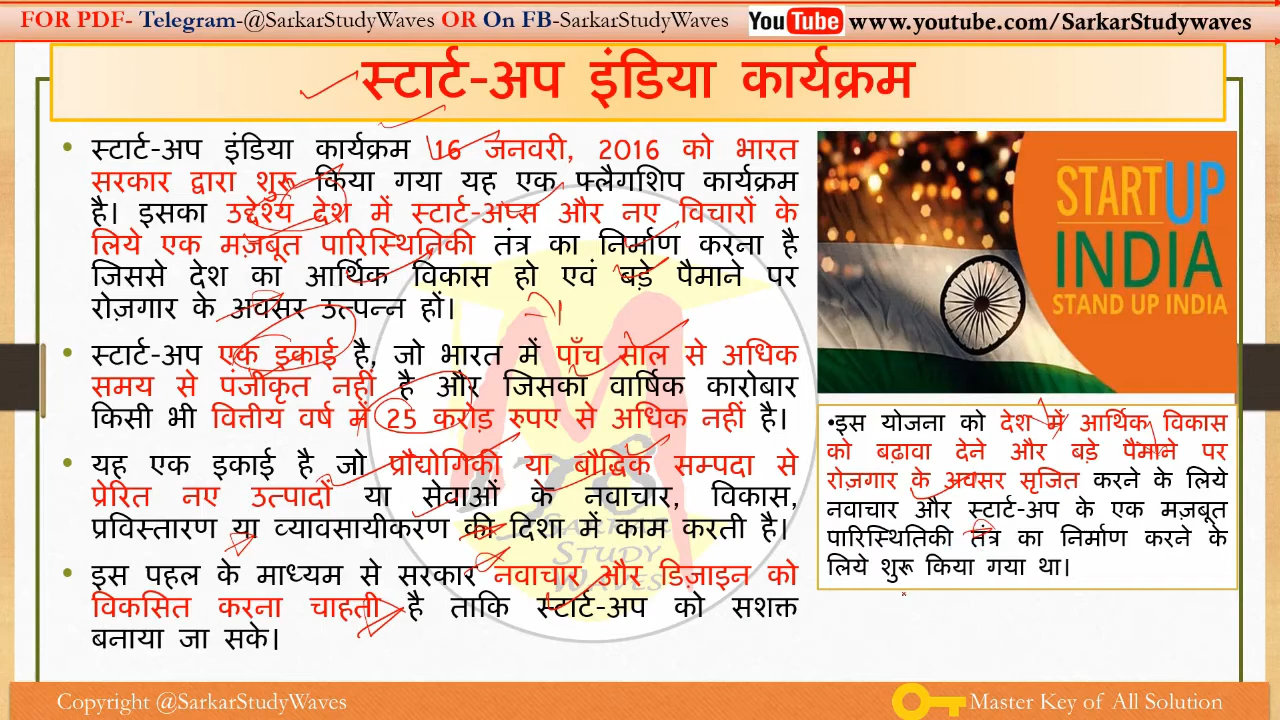 FOR PDF- Telegram-@SarkarStudyWaves OR On FB-SarkarStudyWaves YouTube www.youtube.com/SarkarStudywaves
स्टार्ट-अप इंडिया कार्यक्रम
• स्टार्ट-अप इंडिया कार्यक्रम 16 जनवरी, 2016 को भारत
सरकार द्वारा शुरू किया गया यह एक फ्लैगशिप कार्यक्रम
है। इसका उद्देश्य देश में स्टार्ट-अप्स और नए विचारों के
लिये एक मज़बूत पारिस्थितिकी तंत्र का निर्माण करना है
जिससे देश का आर्थिक विकास हो एवं बड़े पैमाने पर
रोज़गार के अवसर उत्पन्न हों।
• स्टार्ट-अप एक इकाई है, जो भारत में पाँच साल से अधिक
समय से पंजीकृत नहीं है और जिसका वार्षिक कारोबार
किसी भी वित्तीय वर्ष में 25 करोड़ रुपए से अधिक नहीं है।
• यह एक इकाई है जो प्रौद्योगिकी या बौद्धिक सम्पदा से
प्रेरित नए उत्पादों या सेवाओं के नवाचार, विकास,
प्रविस्तारण या व्यावसायीकरण की दिशा में काम करती है।
• इस पहल के माध्यम से सरकार नवाचार और डिज़ाइन को
विकसित करना चाहती है ताकि स्टार्ट-अप को सशक्त
बनाया जा सके।
SARKAR
STUDY
WAVES
START UP
INDIA
STAND UP INDIA
•इस योजना को देश में आर्थिक विकास
को बढ़ावा देने और बड़े पैमाने पर
रोज़गार के अवसर सृजित करने के लिये
नवाचार और स्टार्ट-अप के एक मज़बूत
पारिस्थितिकी तंत्र का निर्माण करने के
लिये शुरू किया गया था।
Copyright @SarkarStudyWaves
Master Key of All Solution